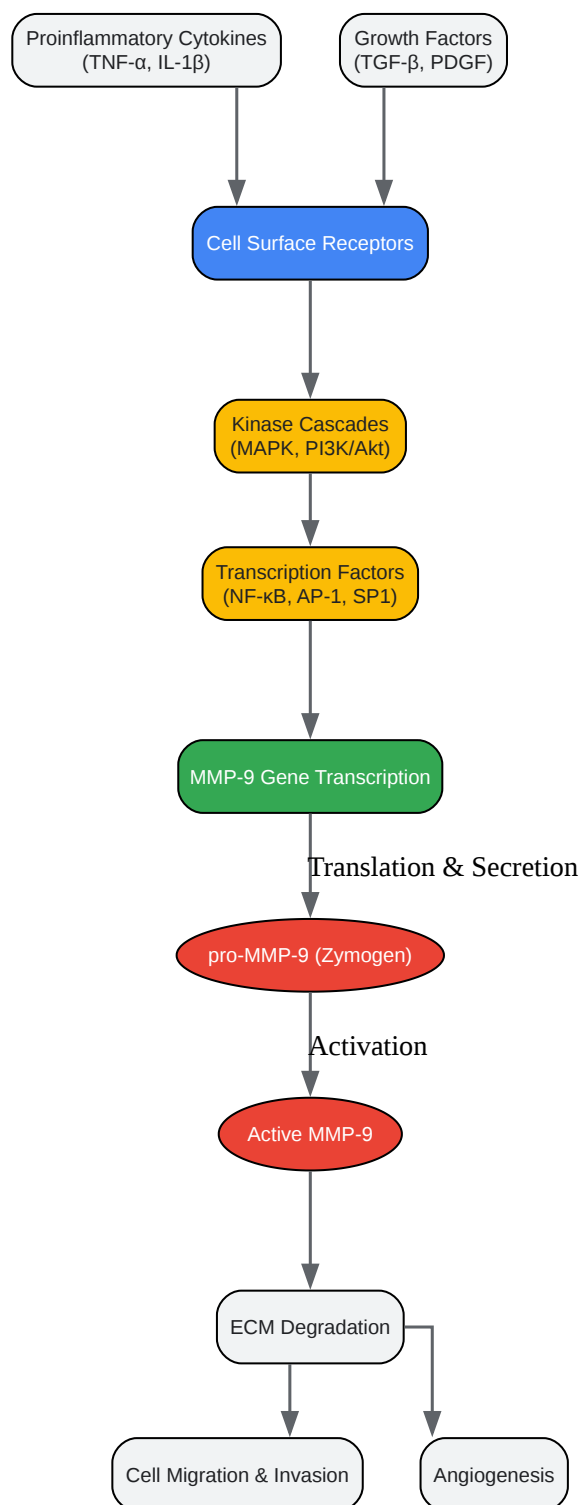 Proinflammatory Cytokines
(TNF-α, IL-1β)
Growth Factors
(TGF-β, PDGF)
Cell Surface Receptors
Kinase Cascades
(MAPK, PI3K/Akt)
Transcription Factors
(NF-κB, AP-1, SP1)
MMP-9 Gene Transcription
Translation & Secretion
pro-MMP-9 (Zymogen)
Activation
Active MMP-9
ECM Degradation
Cell Migration & Invasion
Angiogenesis